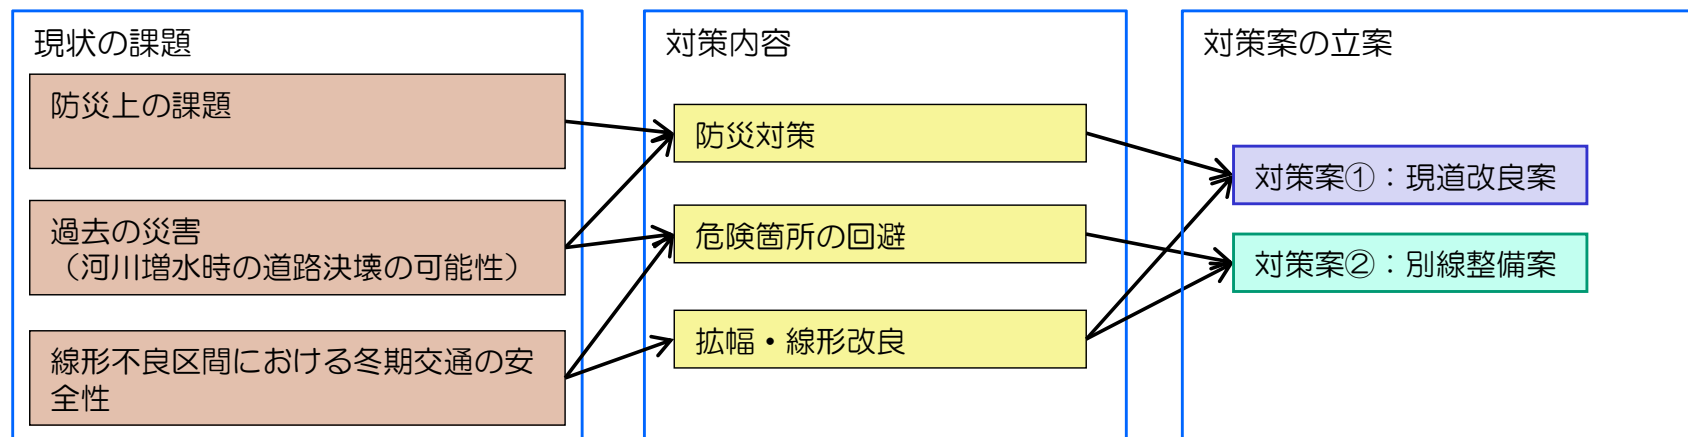 現状の課題
防災上の課題
過去の災害
（河川増水時の道路決壊の可能性）
線形不良区間における冬期交通の安
全性
対策内容
防災対策
危険箇所の回避
拡幅・線形改良
対策案の立案
対策案①：現道改良案
対策案②：別線整備案